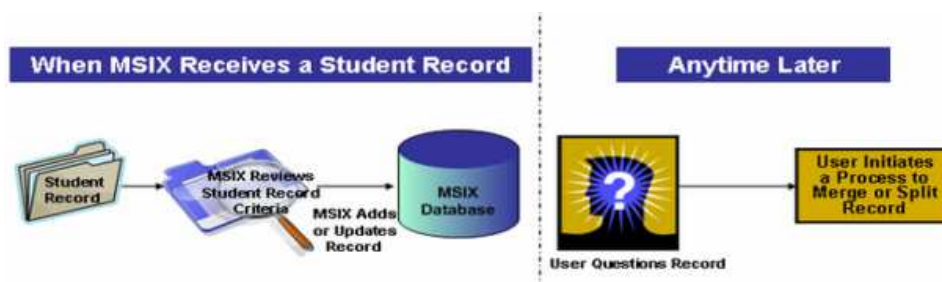 When MSIX Receives a Student Record
Anytime Later
Student
Record
MSIX Reviews
Student Record
Criteria
MSIX Adds
or Updates
Record
MSIX
Database
?
User Questions Record
User Initiates
a Process to
Merge or Split
Record